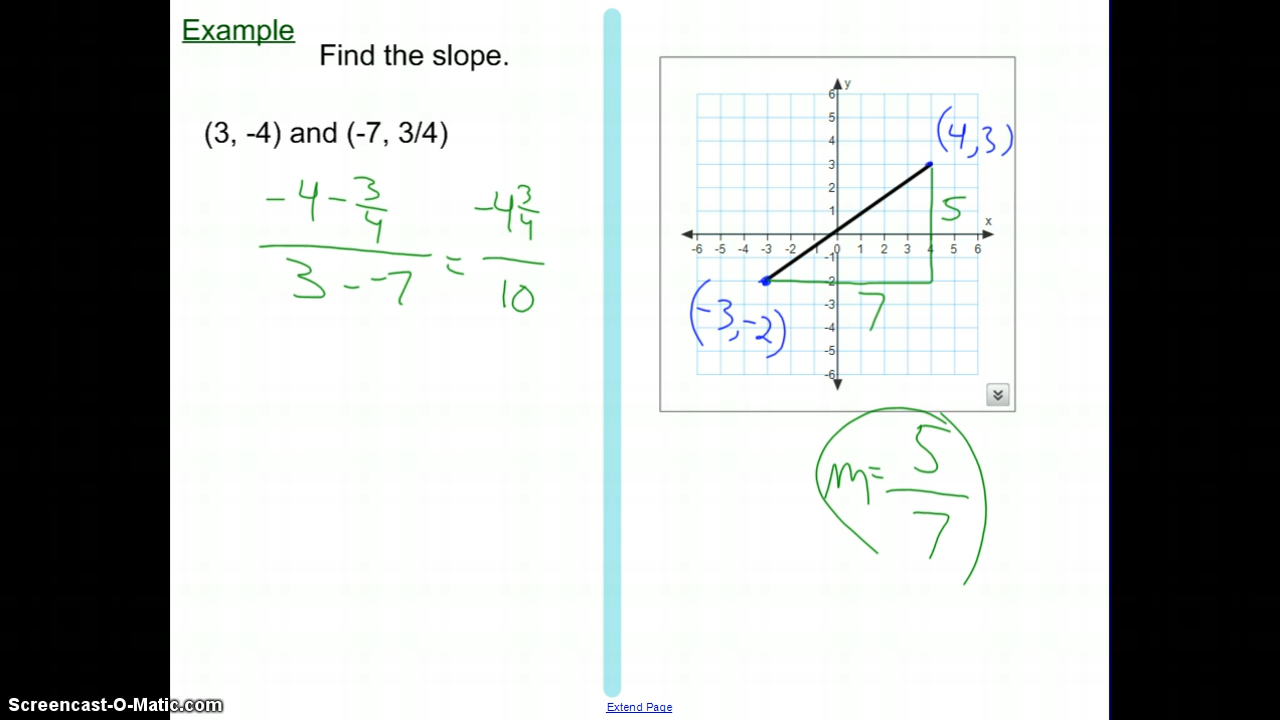 Example
Find the slope.
(3, -4) and (-7, 3/4)
-4 - 3/4
3 - -7
=
-4 3/4
10
y
6
5
4
3
2
1
x
-6 -5 -4 -3 -2 -1 0 1 2 3 4 5 6
-1
-2
-3
-4
-5
-6
(4,3)
5
7
(-3,-2)
m= 5/7
Screencast-O-Matic.com
Extend Page